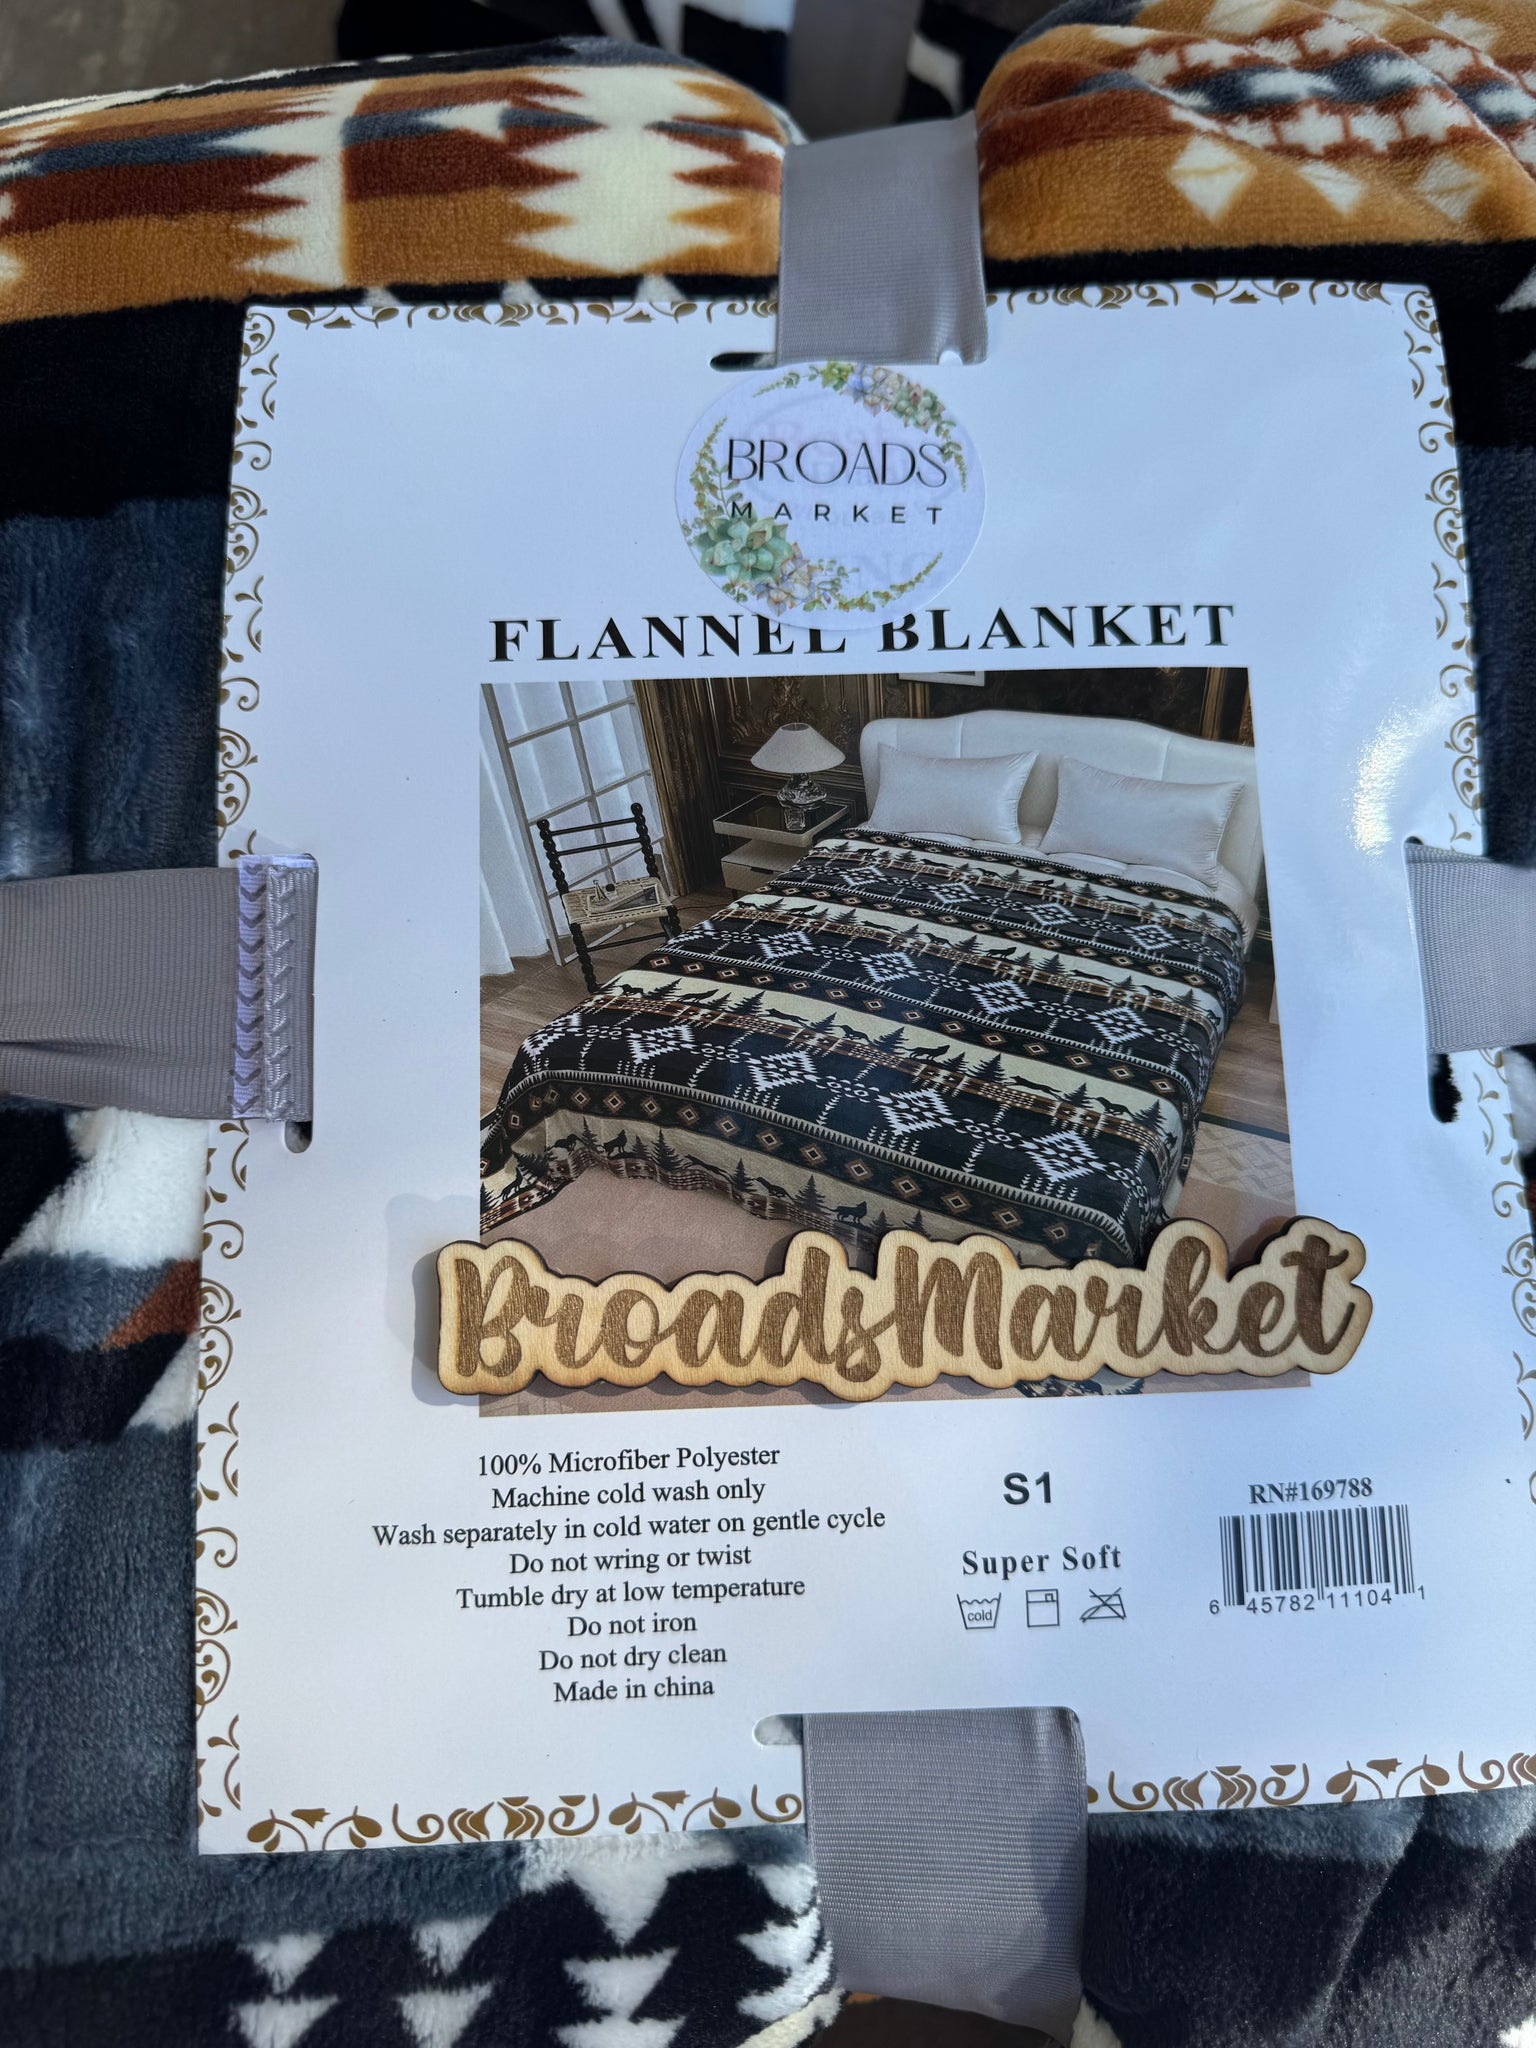 BROADS
MARKET
FLANNEL BLANKET
BroadsMarket
100% Microfiber Polyester
Machine cold wash only
Wash separately in cold water on gentle cycle
Do not wring or twist
Tumble dry at low temperature
Do not iron
Do not dry clean
Made in china
S1
Super Soft
cold
RN#169788
6 45782 11104 1